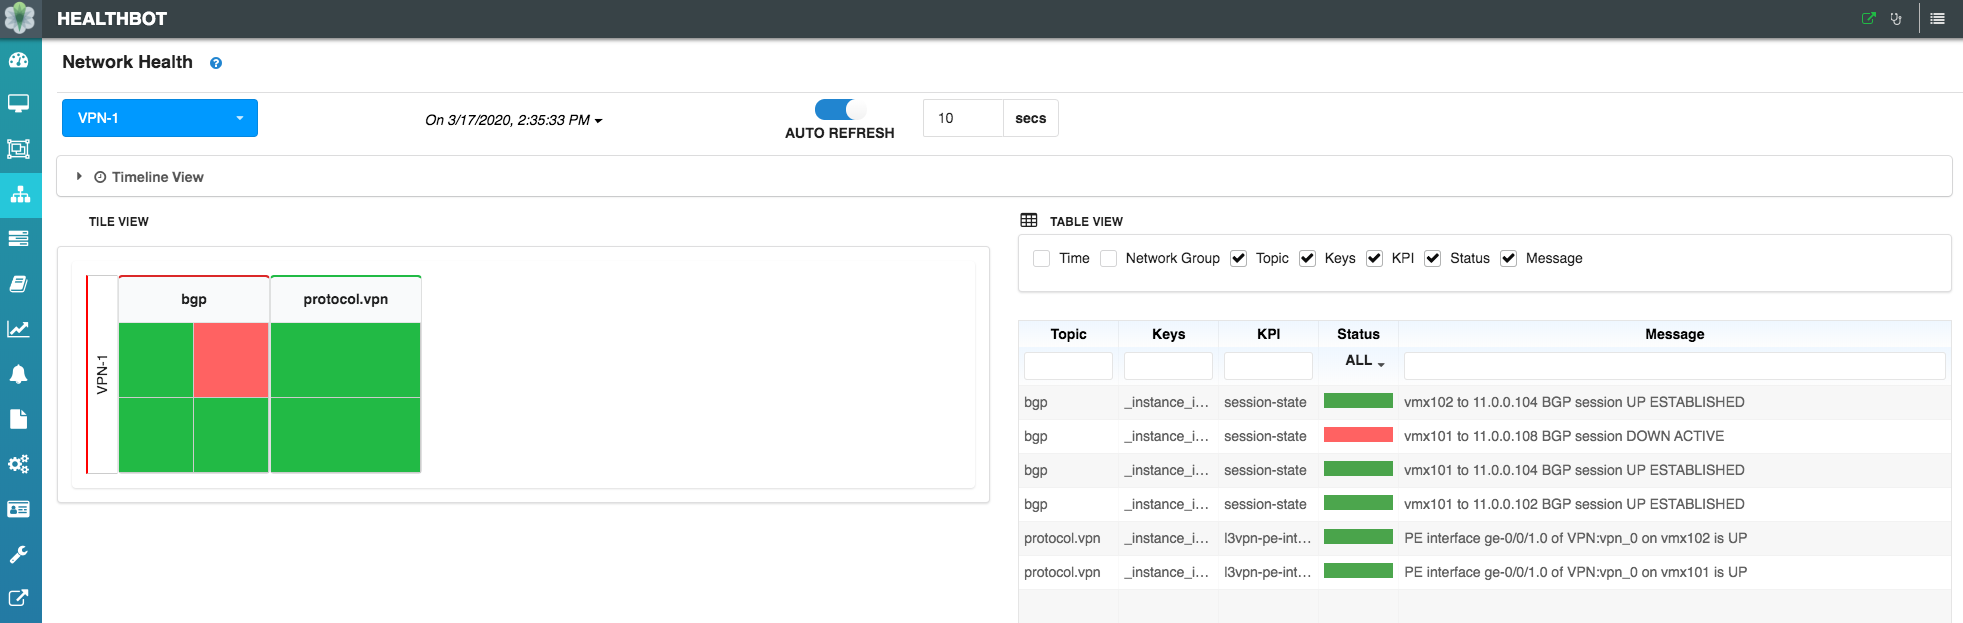 HEALTHBOT
Network Health ?
VPN-1
On 3/17/2020, 2:35:33 PM
AUTO REFRESH
10 secs
Timeline View
TILE VIEW
bgp protocol.vpn
VPN-1
TABLE VIEW
Time Network Group Topic Keys KPI Status Message
Topic Keys KPI Status Message
ALL
bgp _instance_i... session-state vmx102 to 11.0.0.104 BGP session UP ESTABLISHED
bgp _instance_i... session-state vmx101 to 11.0.0.108 BGP session DOWN ACTIVE
bgp _instance_i... session-state vmx101 to 11.0.0.104 BGP session UP ESTABLISHED
bgp _instance_i... session-state vmx101 to 11.0.0.102 BGP session UP ESTABLISHED
protocol.vpn _instance_i... l3vpn-pe-int... PE interface ge-0/0/1.0 of VPN:vpn_0 on vmx102 is UP
protocol.vpn _instance_i... l3vpn-pe-int... PE interface ge-0/0/1.0 of VPN:vpn_0 on vmx101 is UP